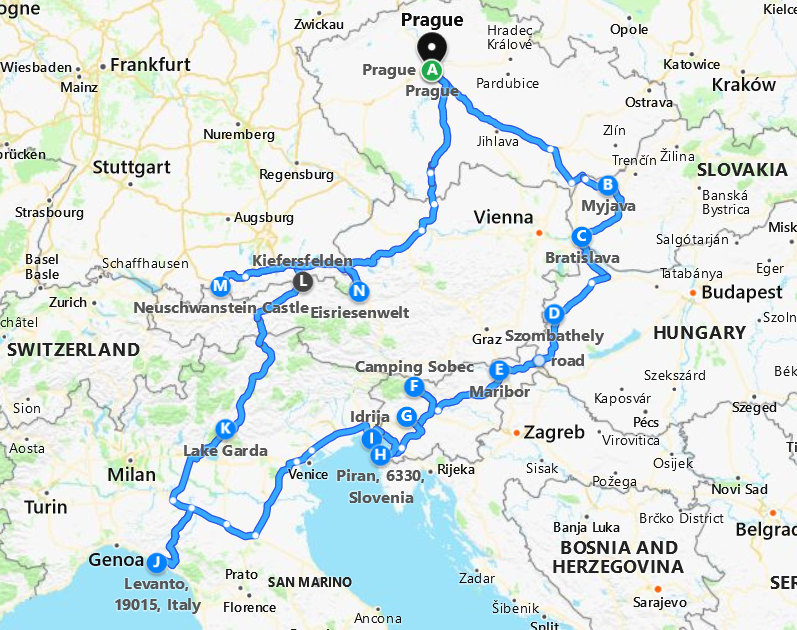 ogne
Zwickau
Prague
Hradec
Králové
Opole
Kielce
Wiesbaden
Frankfurt
Mainz
Prague
A
Prague
Pardubice
Katowice
Kraków
Ostrava
Nuremberg
Jihlava
Zlín
brücken
Stuttgart
Regensburg
Trenčín
Žilina
SLOVAKIA
B
Myjava
Banská
Bystrica
Strasbourg
Augsburg
Vienna
C
Bratislava
Misk
Salgótarján
Basel
Basle
Schaffhausen
Kiefersfelden
Eger
Tatabánya
Zurich
M
L
N
Neuschwanstein Castle
Eisriesenwelt
Budapest
châtel
D
Szoln
SWITZERLAND
Graz
Szombathely
HUNGARY
road
Camping Sobec
E
Maribor
Szekszárd
Bék
F
Sion
Kaposvár
Szeged
Idrija
G
Pécs
K
Aosta
Lake Garda
I
H
Zagreb
Virovitica
Ti
Milan
Venice
Piran, 6330,
Slovenia
Rijeka
Sisak
Osijek
Požega
Novi Sad
Turin
Banja Luka
Brčko District
Belgrad
Genoa
J
BOSNIA AND
HERZEGOVINA
Levanto,
19015, Italy
Prato
Florence
SAN MARINO
Zadar
SER
Šibenik
Sarajevo
Ancona
Split